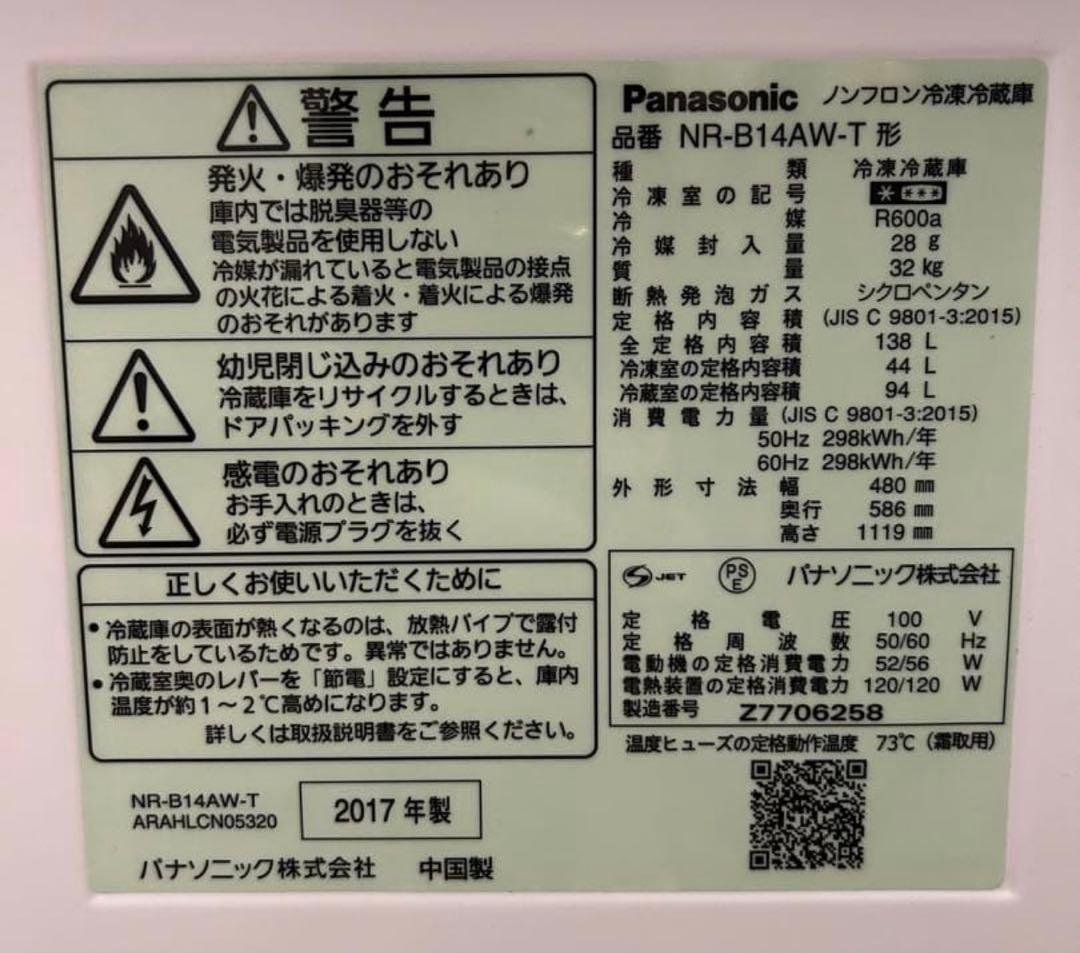 警告
発火・爆発のおそれあり
庫内では脱臭器等の
電気製品を使用しない
冷媒が漏れていると電気製品の接点
の火花による着火・着火による爆発
のおそれがあります
幼児閉じ込みのおそれあり
冷蔵庫をリサイクルするときは、
ドアパッキングを外す
感電のおそれあり
お手入れのときは、
必ず電源プラグを抜く
正しくお使いいただくために
•冷蔵庫の表面が熱くなるのは、放熱パイプで露付
防止をしているためです。異常ではありません。
•冷蔵室奥のレバーを「節電」設定にすると、庫内
温度が約1～2℃高めになります。
詳しくは取扱説明書をご参照ください。
NR-B14AW-T
ARAHLCN05320
2017年製
パナソニック株式会社 中国製
Panasonic ノンフロン冷凍冷蔵庫
品番 NR-B14AW-T 形
種類 冷凍冷蔵庫
冷凍室の記号 * ***
冷媒 R600a
冷媒封入量 28 g
質量 32 kg
断熱発泡ガス シクロペンタン
定格内容積 (JIS C 9801-3:2015)
全定格内容積 138 L
冷凍室の定格内容積 44 L
冷蔵室の定格内容積 94 L
消費電力量 (JIS C 9801-3:2015)
50Hz 298kWh/年
60Hz 298kWh/年
外形寸法幅 480 mm
奥行 586 mm
高さ 1119 mm
S JET PSE パナソニック株式会社
定格電圧 100 V
定格周波数 50/60 Hz
電動機の定格消費電力 52/56 W
電熱装置の定格消費電力 120/120 W
製造番号 Z7706258
温度ヒューズの定格動作温度 73℃(霜取用)